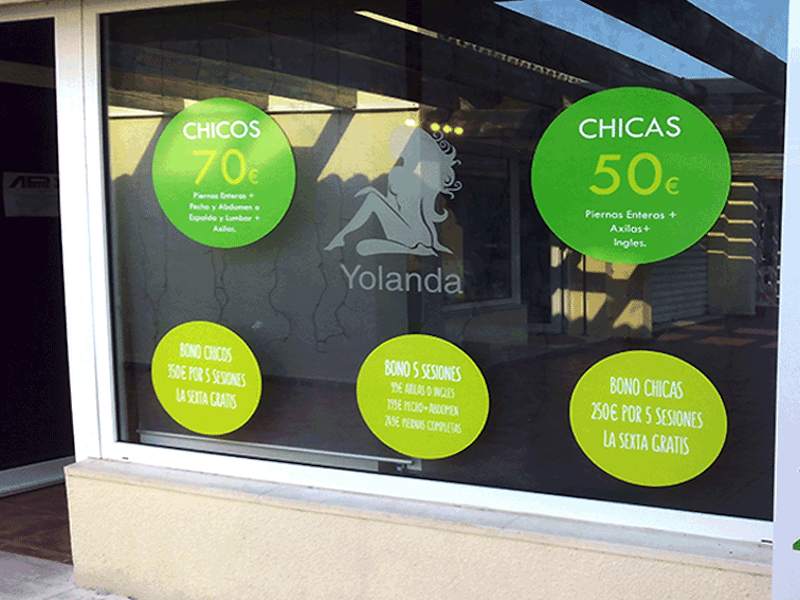 CHICOS
70€
Piernas Enteras +
Pecho y Abdomen o
Espalda y Lumbar +
Axilas.
CHICAS
50€
Piernas Enteras +
Axilas+
Ingles.
Yolanda
BONO CHICOS
350€ POR 5 SESIONES
LA SEXTA GRATIS
BONO 5 SESIONES
99€ AXILAS O INGLES
199€ PECHO+ABDOMEN
249€ PIERNAS COMPLETAS
BONO CHICAS
250€ POR 5 SESIONES
LA SEXTA GRATIS